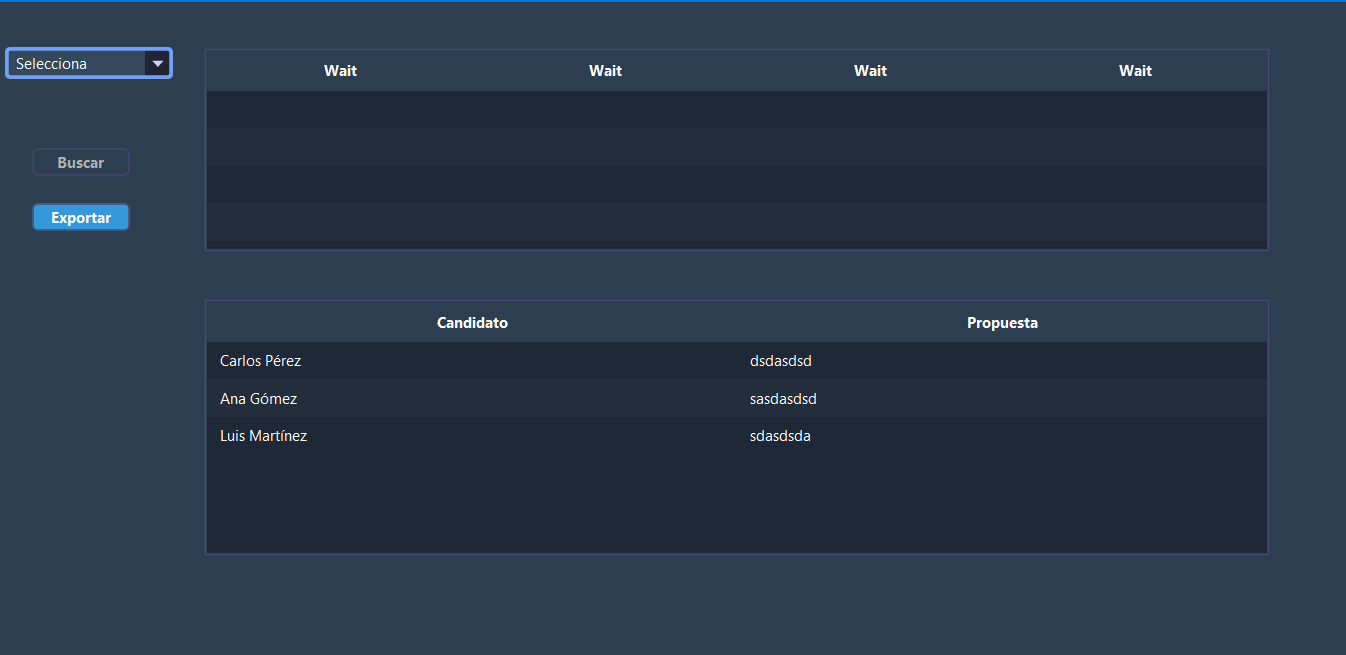 Selecciona
Buscar
Exportar
Wait Wait Wait Wait
Candidato Propuesta
Carlos Pérez dsdasdsd
Ana Gómez sasdasdsd
Luis Martínez sdasdsda